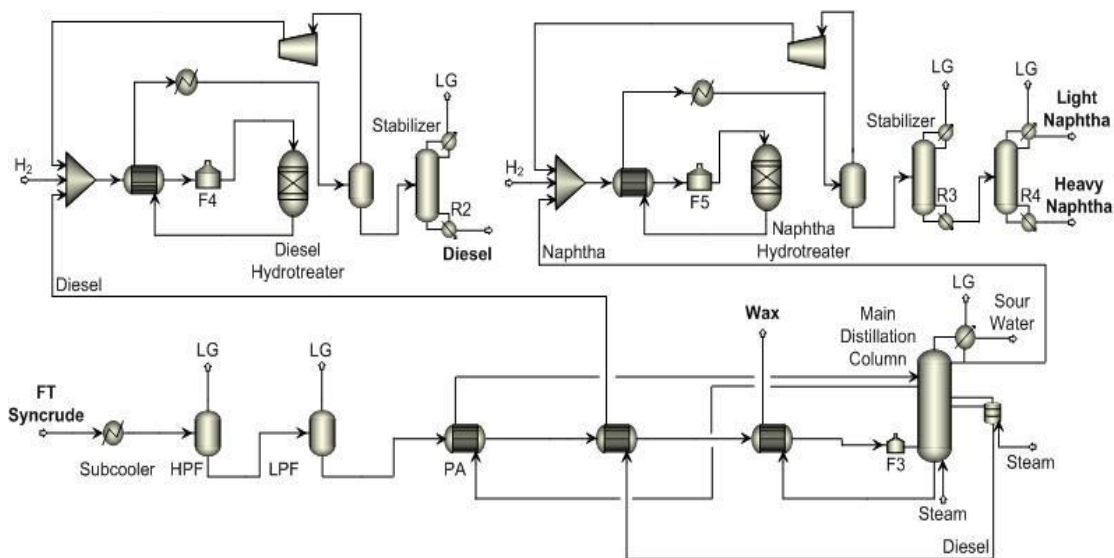 LG
LG
LG
Light
Naphtha
Stabilizer
Stabilizer
H2
H2
F4
F5
R2
R3
R4
Heavy
Naphtha
Diesel
Hydrotreater
Diesel
Naphtha
Hydrotreater
Diesel
Naphtha
LG
Sour
Water
Wax
Main
Distillation
Column
LG
LG
FT
Syncrude
Subcooler
HPF
LPF
PA
F3
Steam
Steam
Diesel